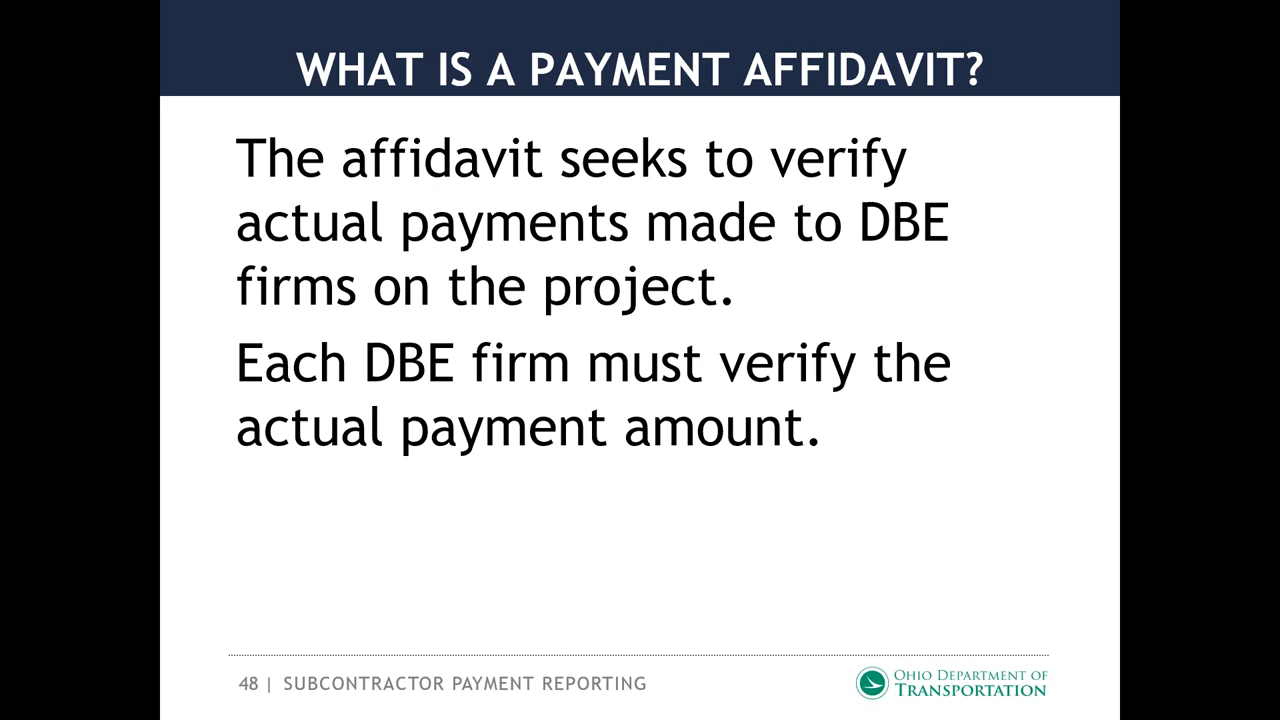 WHAT IS A PAYMENT AFFIDAVIT?
The affidavit seeks to verify
actual payments made to DBE
firms on the project.
Each DBE firm must verify the
actual payment amount.
48 | SUBCONTRACTOR PAYMENT REPORTING
OHIO DEPARTMENT OF
TRANSPORTATION